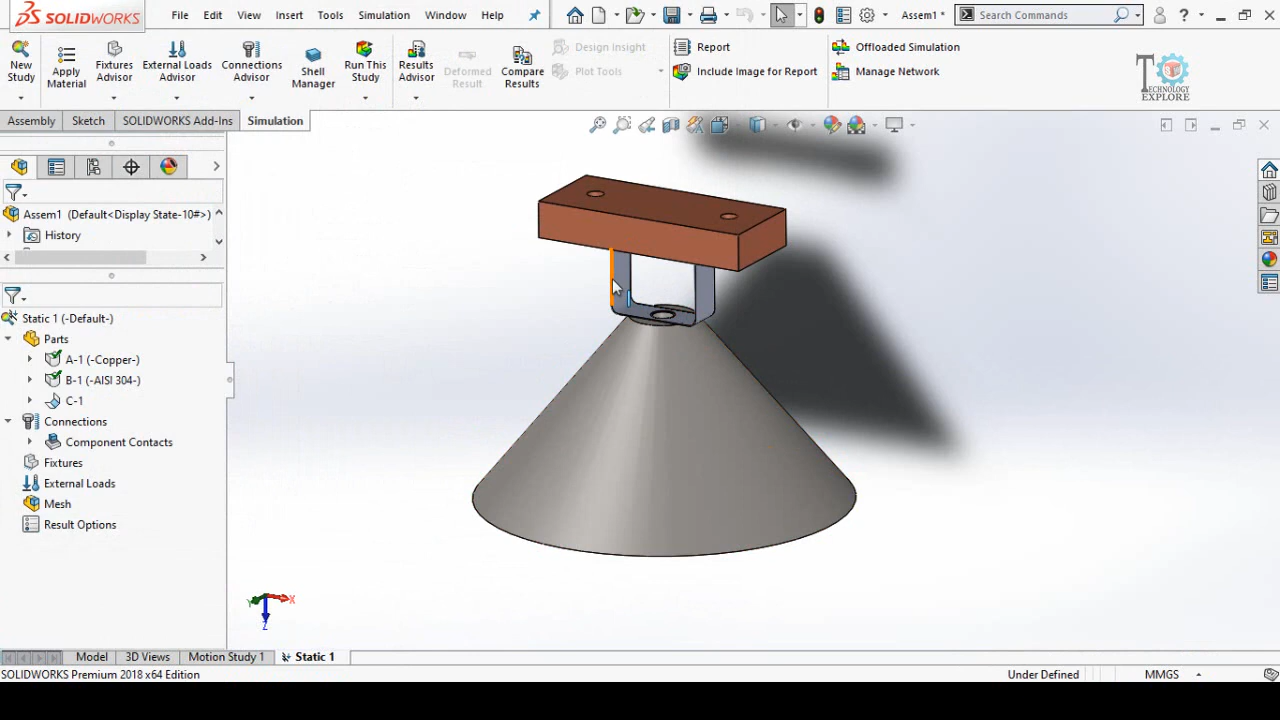 SOLIDWORKS File Edit View Insert Tools Simulation Window Help Assem1 * Search Commands ?
New Study
Apply Material
Fixtures Advisor
External Loads Advisor
Connections Advisor
Shell Manager
Run This Study
Results Advisor
Deformed Result
Compare Results
Design Insight
Plot Tools
Report
Include Image for Report
Offloaded Simulation
Manage Network
TECHNOLOGY
EXPLORE
Assembly Sketch SOLIDWORKS Add-Ins Simulation
Assem1 (Default<Display State-10#>)
History
Static 1 (-Default-)
Parts
A-1 (-Copper-)
B-1 (-AISI 304-)
C-1
Connections
Component Contacts
Fixtures
External Loads
Mesh
Result Options
X
Y
Z
Model 3D Views Motion Study 1 Static 1
SOLIDWORKS Premium 2018 x64 Edition Under Defined MMGS